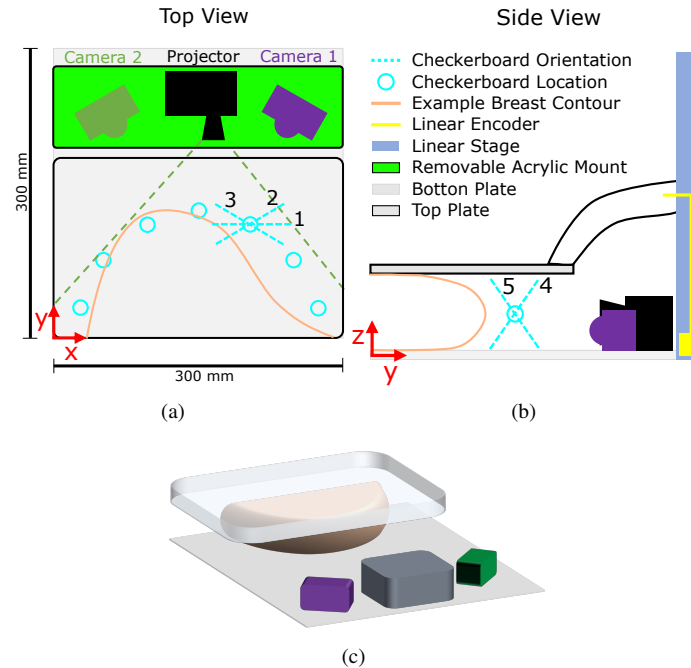 Top View
Side View
Camera 2
Projector
Camera 1
300 mm
3
2
1
y
x
300 mm
(a)
Checkerboard Orientation
Checkerboard Location
Example Breast Contour
Linear Encoder
Linear Stage
Removable Acrylic Mount
Botton Plate
Top Plate
5
4
z
y
(b)
(c)